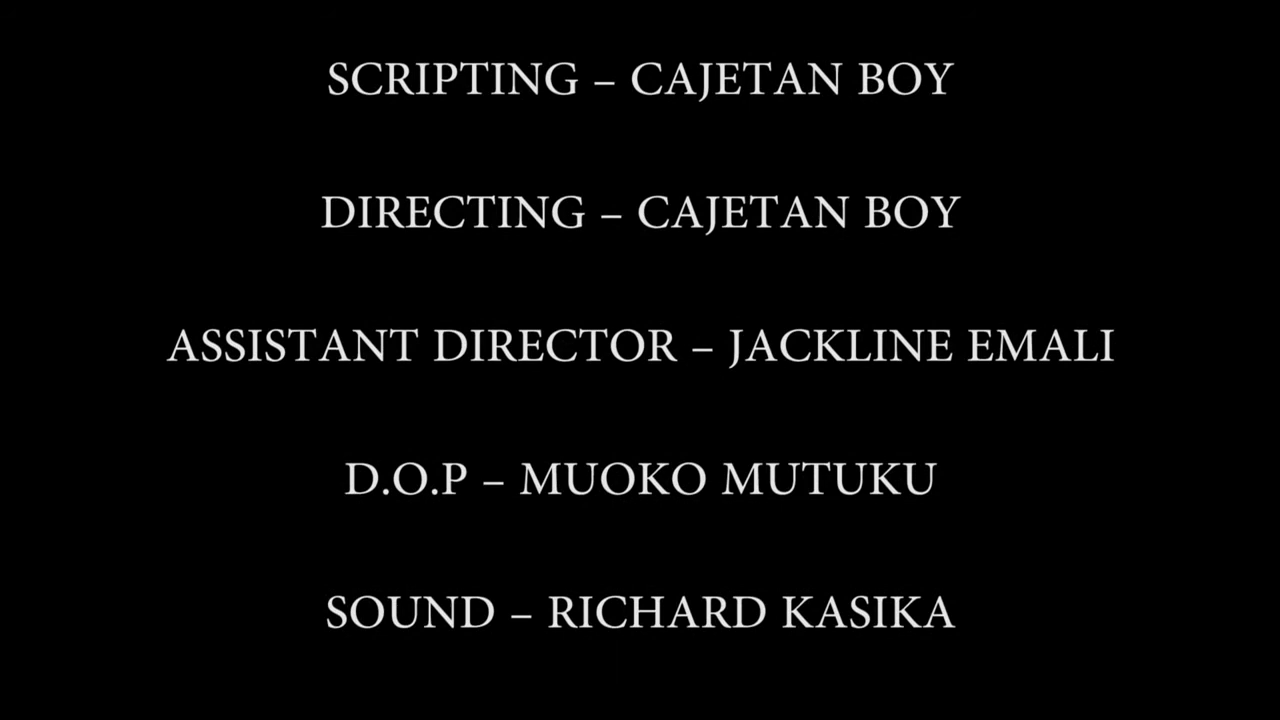 SCRIPTING – CAJETAN BOY
DIRECTING – CAJETAN BOY
ASSISTANT DIRECTOR – JACKLINE EMALI
D.O.P – MUOKO MUTUKU
SOUND – RICHARD KASIKA